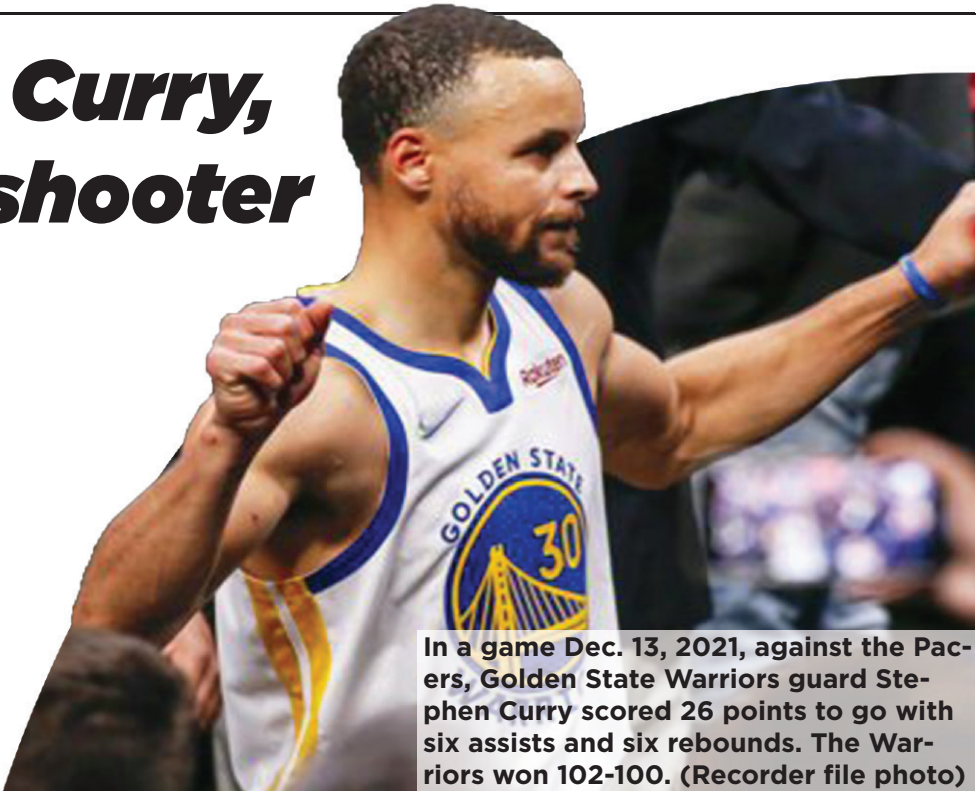 Curry,
shooter
Rakuten
GOLDEN STATE
30
In a game Dec. 13, 2021, against the Pac-
ers, Golden State Warriors guard Ste-
phen Curry scored 26 points to go with
six assists and six rebounds. The War-
riors won 102-100. (Recorder file photo)